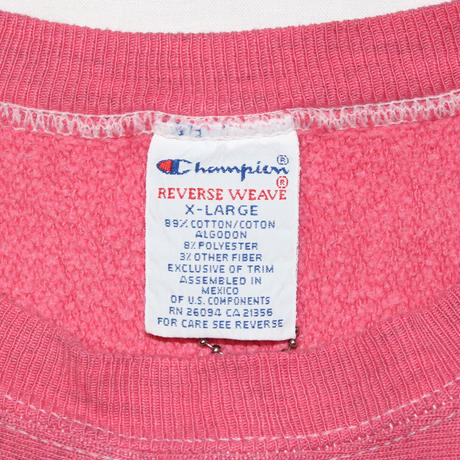 Champion®
REVERSE WEAVE®
X-LARGE
89% COTTON/COTON
ALGODON
8% POLYESTER
3% OTHER FIBER
EXCLUSIVE OF TRIM
ASSEMBLED IN
MEXICO
OF U.S. COMPONENTS
RN 26094 CA 21356
FOR CARE SEE REVERSE